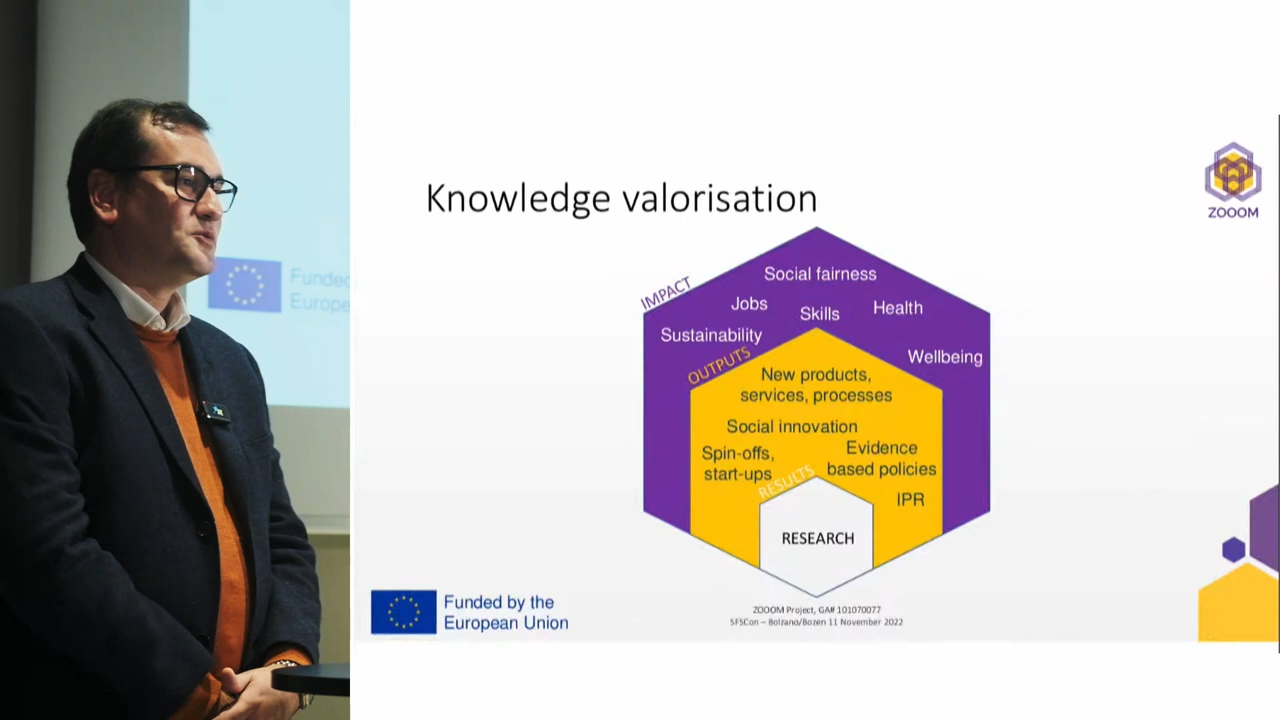 Funded
Europe
Knowledge valorisation
ZOOOM
IMPACT
Social fairness
Jobs
Skills
Health
Sustainability
Wellbeing
OUTPUTS
New products,
services, processes
Social innovation
Spin-offs,
start-ups
Evidence
based policies
RESULTS
IPR
RESEARCH
Funded by the
European Union
ZOOOM Project, GA# 101070077
SFSCon – Bolzano/Bozen 11 November 2022